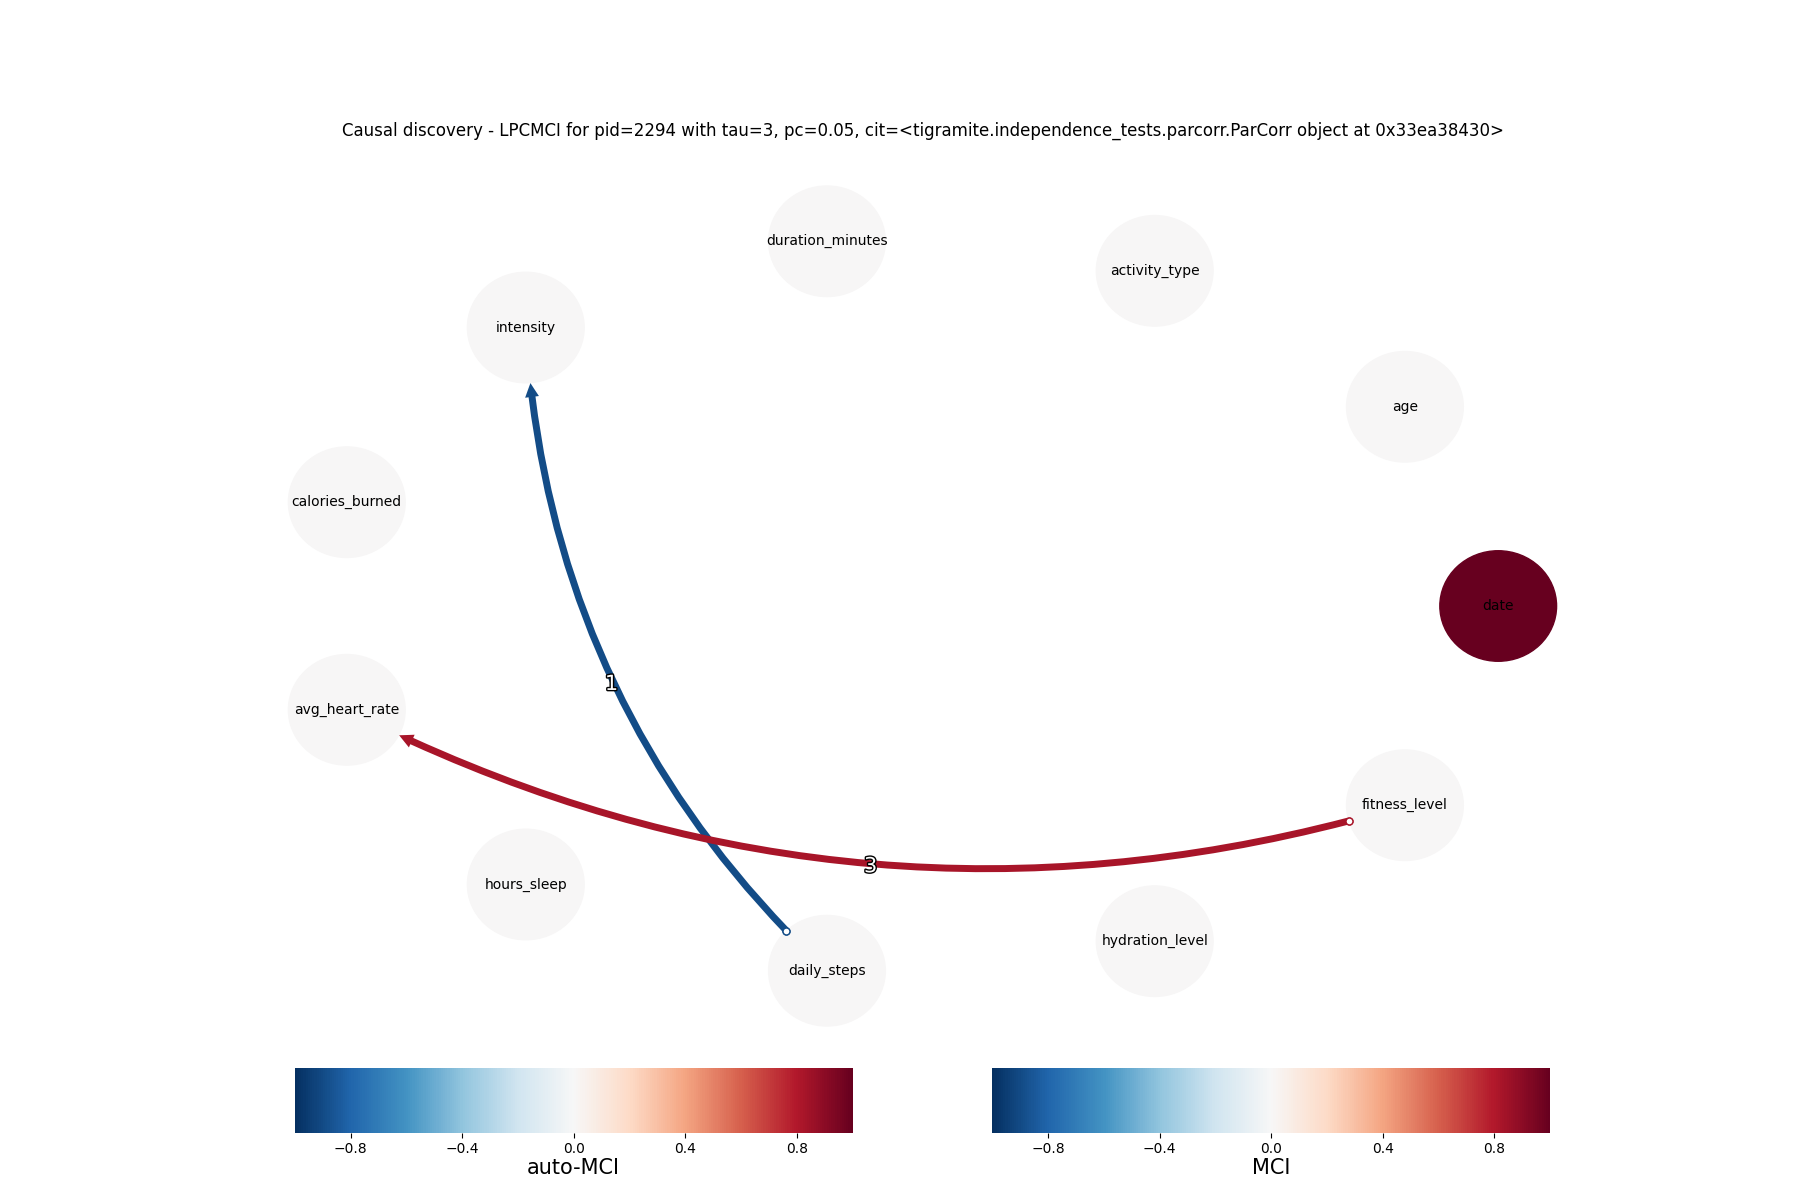 Causal discovery - LPCMCI for pid=2294 with tau=3, pc=0.05, cit=<tigramite.independence_tests.parcorr.ParCorr object at 0x33ea38430>
duration_minutes
activity_type
intensity
age
calories_burned
date
1
avg_heart_rate
fitness_level
3
hours_sleep
hydration_level
daily_steps
−0.8 −0.4 0.0 0.4 0.8
auto-MCI
−0.8 −0.4 0.0 0.4 0.8
MCI